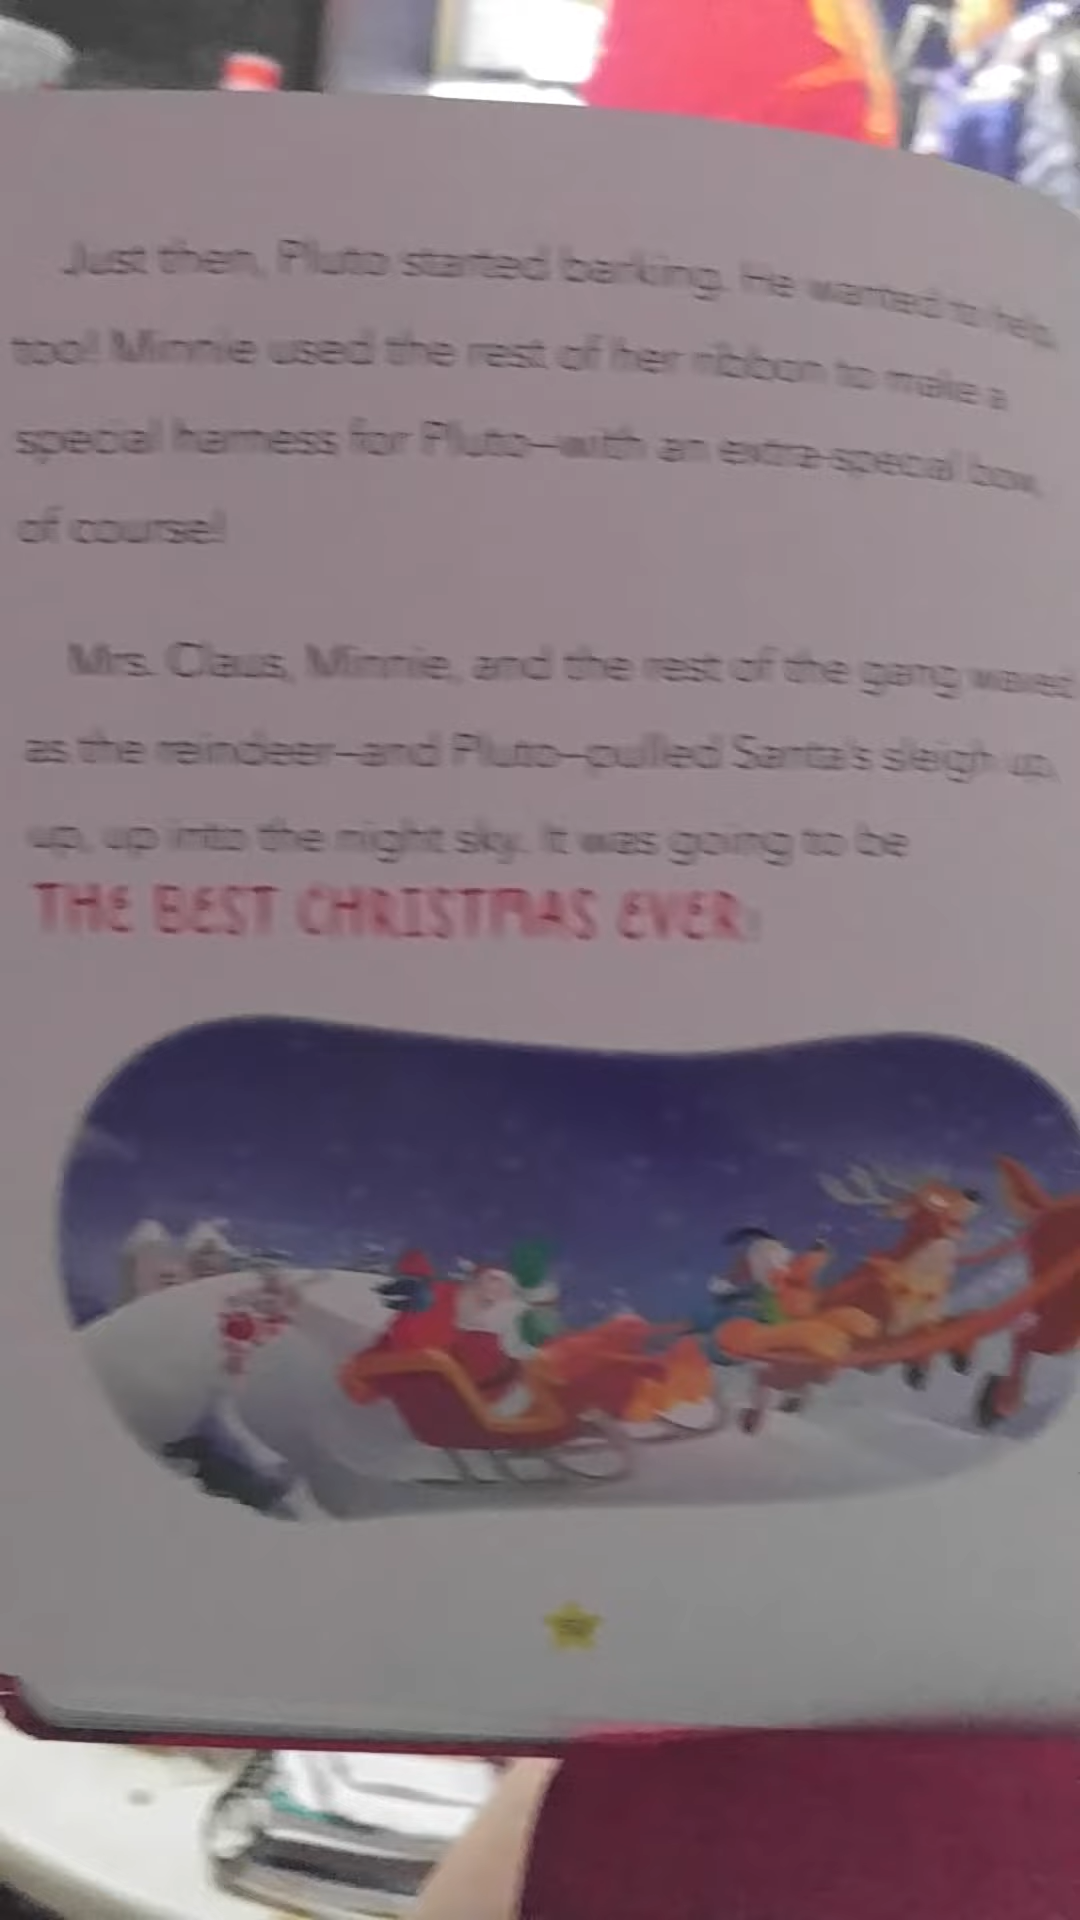 Just then, Pluto started barking. He wanted to help,
too! Minnie used the rest of her ribbon to make a
special harness for Pluto—with an extra-special bow,
of course!
Mrs. Claus, Minnie, and the rest of the gang waved
as the reindeer—and Pluto—pulled Santa's sleigh up,
up, up into the night sky. It was going to be
THE BEST CHRISTMAS EVER!